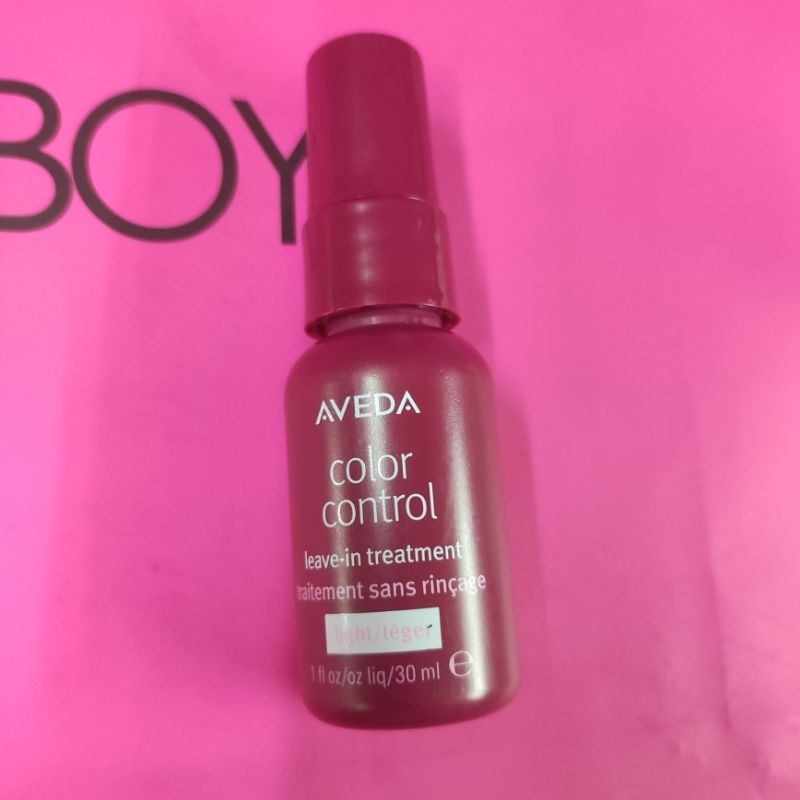 BOY
AVEDA
color
control
leave-in treatment
traitement sans rinçage
light/léger
1 fl oz/oz liq/30 ml ℮